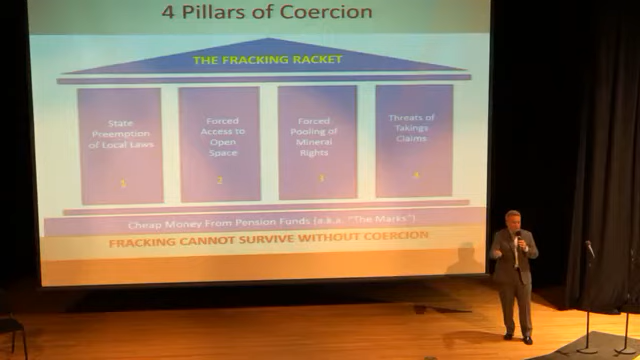 4 Pillars of Coercion
THE FRACKING RACKET
State
Preemption
of Local Laws
1
Forced
Access to
Open
Space
2
Forced
Pooling of
Mineral
Rights
3
Threats of
Takings
Claims
4
Cheap Money From Pension Funds (a.k.a. "The Marks")
FRACKING CANNOT SURVIVE WITHOUT COERCION